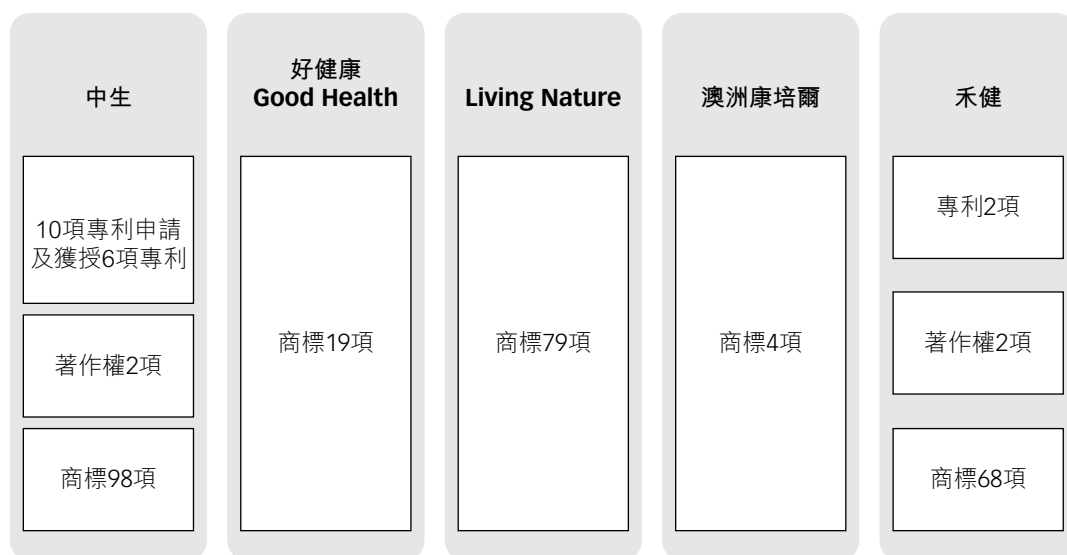 中生
10項專利申請
及獲授6項專利
著作權2項
商標98項
好健康
Good Health
商標19項
Living Nature
商標79項
澳洲康培爾
商標4項
禾健
專利2項
著作權2項
商標68項